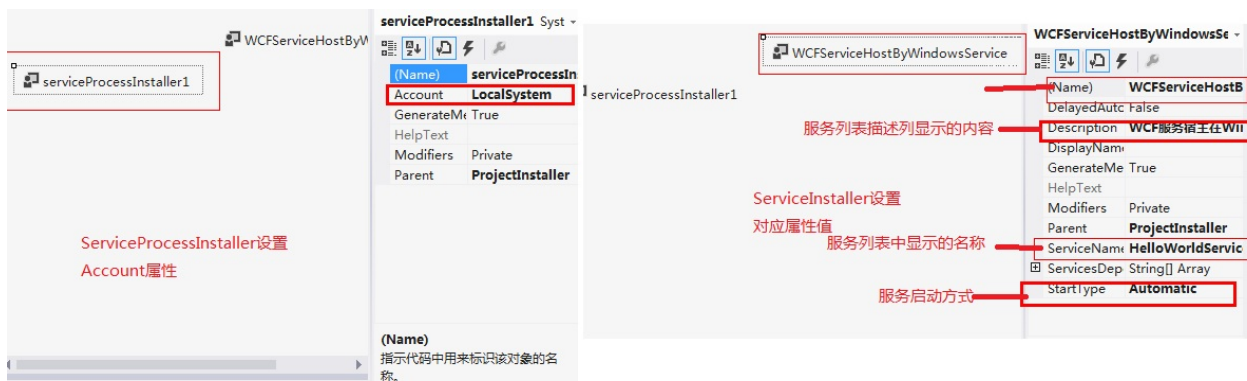 serviceProcessInstaller1 Syst
WCFServiceHostByW
serviceProcessInstaller1
(Name) serviceProcessIn
Account LocalSystem
GenerateMe True
HelpText
Modifiers Private
Parent ProjectInstaller
ServiceProcessInstaller设置
Account属性
(Name)
指示代码中用来标识该对象的名
称。
WCFServiceHostByWindowsSe
WCFServiceHostByWindowsService
serviceProcessInstaller1
(Name) WCFServiceHostB
DelayedAutc False
服务列表描述列显示的内容
Description WCF服务宿主在Win
DisplayName
GenerateMe True
HelpText
ServiceInstaller设置
对应属性值
Modifiers Private
Parent ProjectInstaller
服务列表中显示的名称
ServiceName HelloWorldServic
ServicesDep String[] Array
服务启动方式
StartType Automatic